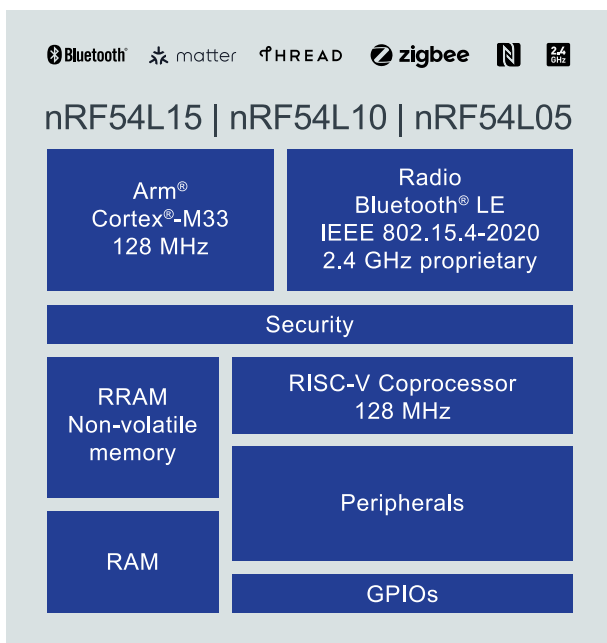 Bluetooth® matter THREAD zigbee N 2.4 GHz
nRF54L15 | nRF54L10 | nRF54L05
Arm®
Cortex®-M33
128 MHz
Radio
Bluetooth® LE
IEEE 802.15.4-2020
2.4 GHz proprietary
Security
RRAM
Non-volatile
memory
RISC-V Coprocessor
128 MHz
Peripherals
RAM
GPIOs